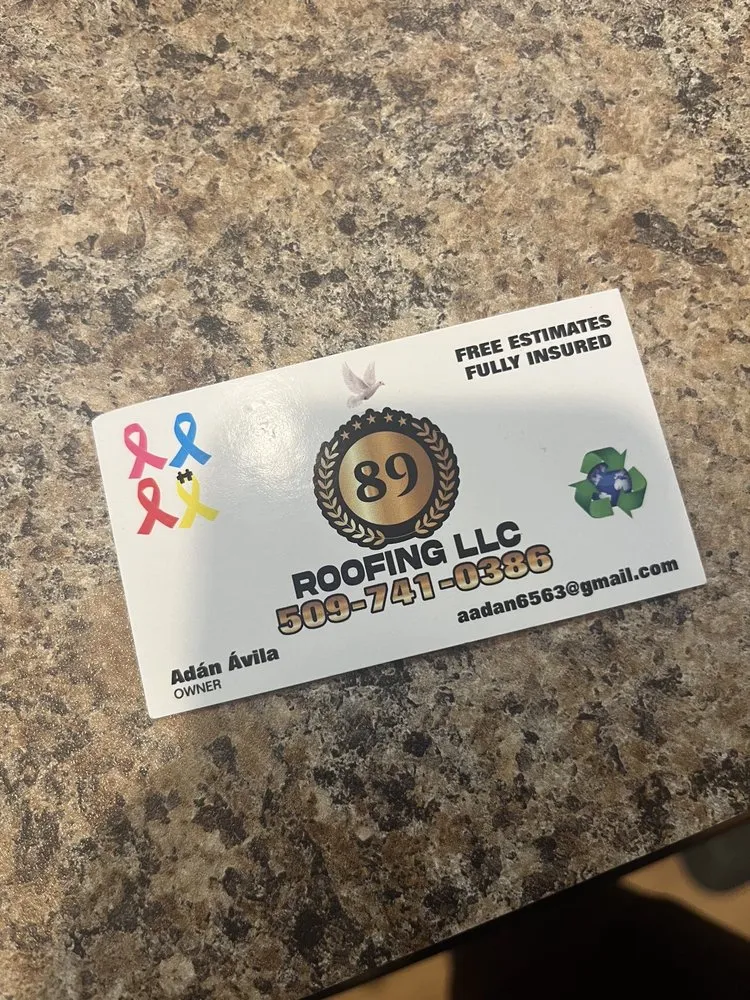 FREE ESTIMATES
FULLY INSURED
89
ROOFING LLC
509-741-0386
aadan6563@gmail.com
Adán Ávila
OWNER